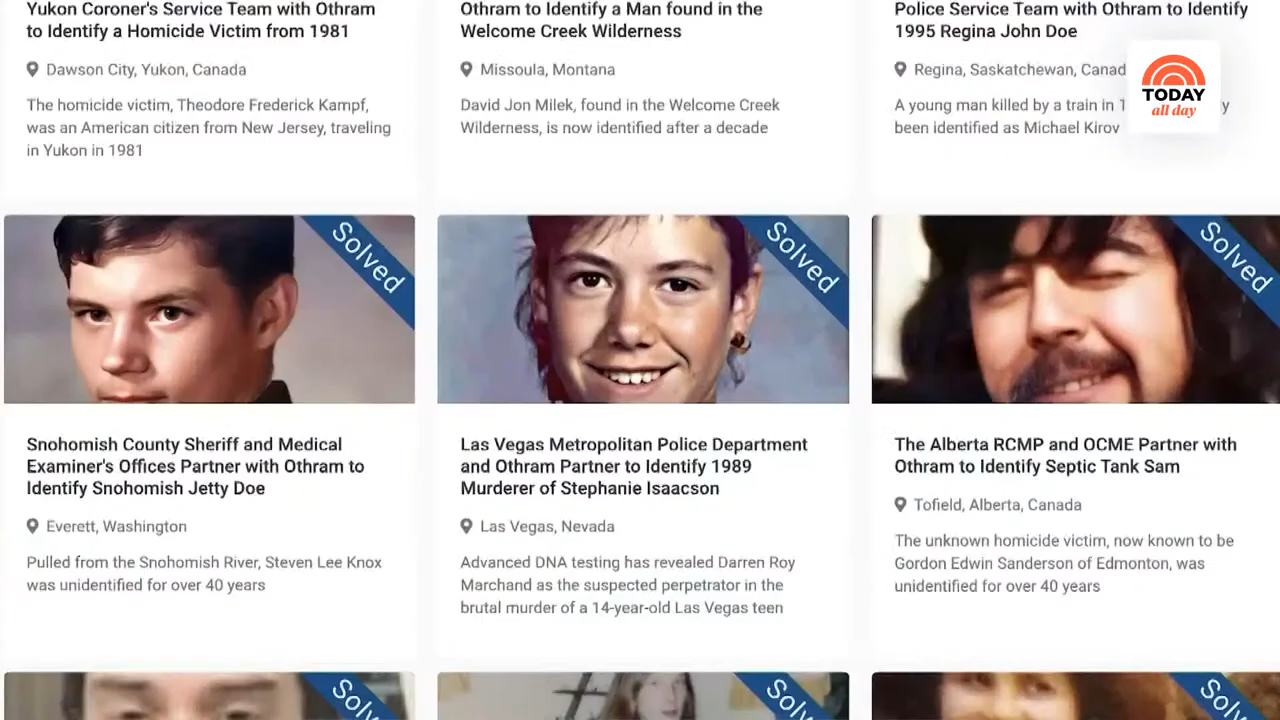 Yukon Coroner's Service Team with Othram
to Identify a Homicide Victim from 1981
Dawson City, Yukon, Canada
The homicide victim, Theodore Frederick Kampf,
was an American citizen from New Jersey, traveling
in Yukon in 1981
Othram to Identify a Man found in the
Welcome Creek Wilderness
Missoula, Montana
David Jon Milek, found in the Welcome Creek
Wilderness, is now identified after a decade
Police Service Team with Othram to Identify
1995 Regina John Doe
Regina, Saskatchewan, Canad
A young man killed by a train in 1 y
been identified as Michael Kirov
TODAY
all day
Solved
Snohomish County Sheriff and Medical
Examiner's Offices Partner with Othram to
Identify Snohomish Jetty Doe
Everett, Washington
Pulled from the Snohomish River, Steven Lee Knox
was unidentified for over 40 years
Solved
Las Vegas Metropolitan Police Department
and Othram Partner to Identify 1989
Murderer of Stephanie Isaacson
Las Vegas, Nevada
Advanced DNA testing has revealed Darren Roy
Marchand as the suspected perpetrator in the
brutal murder of a 14-year-old Las Vegas teen
Solved
The Alberta RCMP and OCME Partner with
Othram to Identify Septic Tank Sam
Tofield, Alberta, Canada
The unknown homicide victim, now known to be
Gordon Edwin Sanderson of Edmonton, was
unidentified for over 40 years
Solv
Solv
Solv